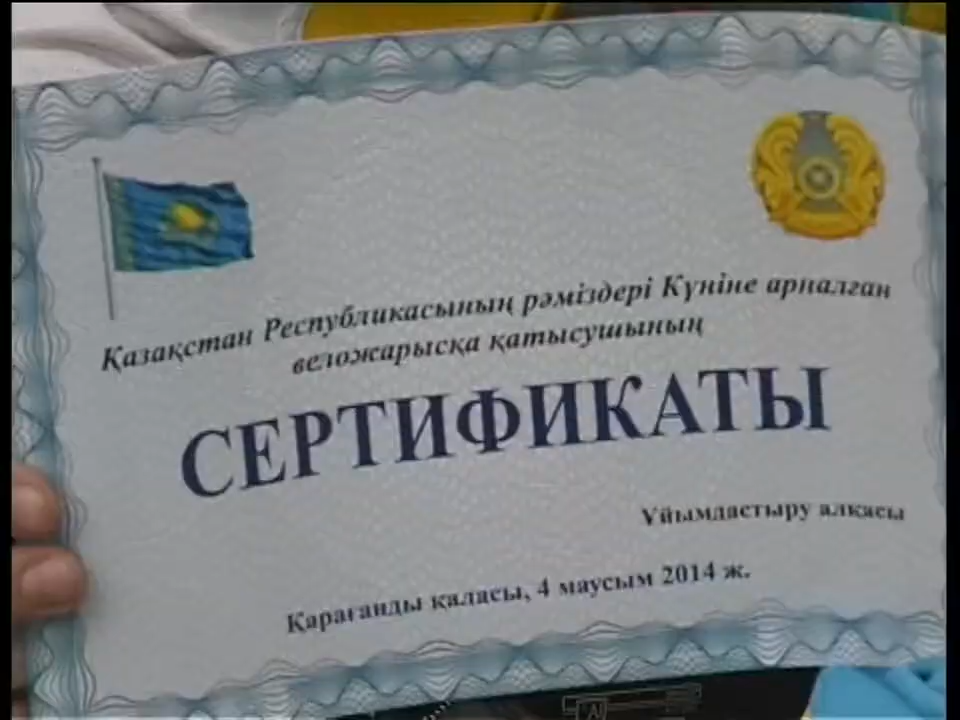 Қазақстан Республикасының рәміздері Күніне арналған
веложарысқа қатысушының
СЕРТИФИКАТЫ
Ұйымдастыру алқасы
Қарағанды қаласы, 4 маусым 2014 ж.